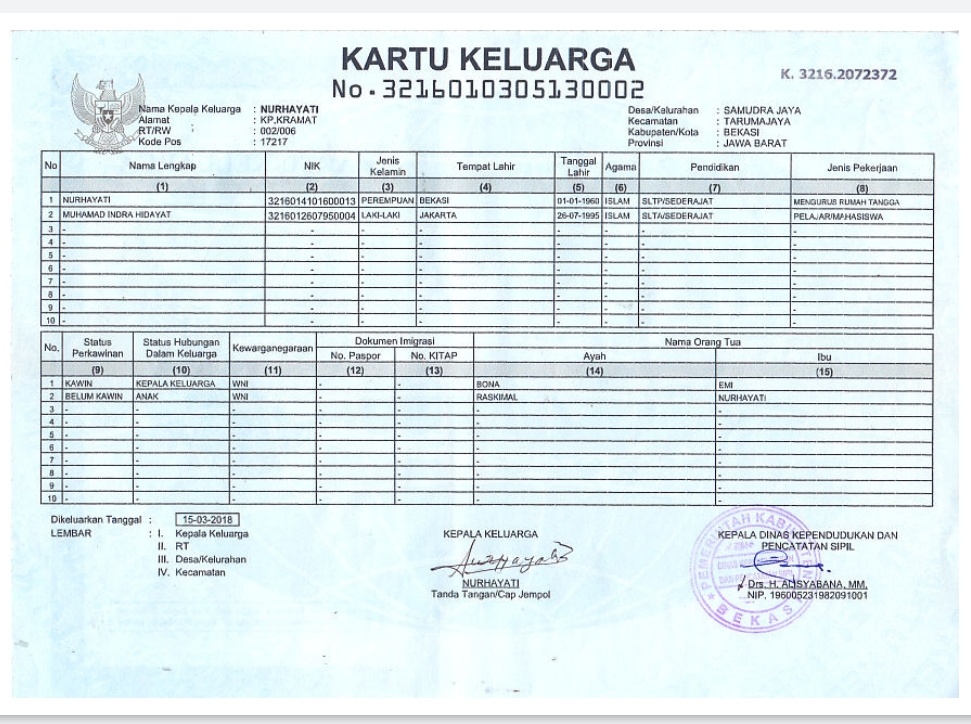 KARTU KELUARGA
No.3216010305130002
K. 3216.2072372
Nama Kepala Keluarga : NURHAYATI
Alamat : KP,KRAMAT
RT/RW : 002/006
Kode Pos : 17217
Desa/Kelurahan : SAMUDRA JAYA
Kecamatan : TARUMAJAYA
Kabupaten/Kota : BEKASI
Provinsi : JAWA BARAT
No Nama Lengkap NIK Jenis Kelamin Tempat Lahir Tanggal Lahir Agama Pendidikan Jenis Pekerjaan
(1) (2) (3) (4) (5) (6) (7) (8)
1 NURHAYATI 3216014101600013 PEREMPUAN BEKASI 01-01-1960 ISLAM SLTP/SEDERAJAT MENGURUS RUMAH TANGGA
2 MUHAMAD INDRA HIDAYAT 3216012607950004 LAKI-LAKI JAKARTA 26-07-1995 ISLAM SLTA/SEDERAJAT PELAJAR/MAHASISWA
3 - - - - - -
4 - - - - - -
5 - - - - - -
6 - - - - - -
7 - - - - - -
8 - - - - - -
9 - - - - - -
10 - - - - - -
No. Status Perkawinan Status Hubungan Dalam Keluarga Kewarganegaraan Dokumen Imigrasi Nama Orang Tua
No. Paspor No. KITAP Ayah Ibu
(9) (10) (11) (12) (13) (14) (15)
1 KAWIN KEPALA KELUARGA WNI - - BONA EMI
2 BELUM KAWIN ANAK WNI - - RASKIMAL NURHAYATI
3 - - - - - - -
4 - - - - - - -
5 - - - - - - -
6 - - - - - - -
7 - - - - - - -
8 - - - - - - -
9 - - - - - - -
10 - - - - - - -
Dikeluarkan Tanggal : 15-03-2018
LEMBAR : I. Kepala Keluarga
II. RT
III. Desa/Kelurahan
IV. Kecamatan
KEPALA KELUARGA
Nurhayati
NURHAYATI
Tanda Tangan/Cap Jempol
KEPALA DINAS KEPENDUDUKAN DAN
PENCATATAN SIPIL
Drs. H. ALISYABANA, MM.
NIP. 196005231982091001
PEMERINTAH KABUPATEN
BEKASI